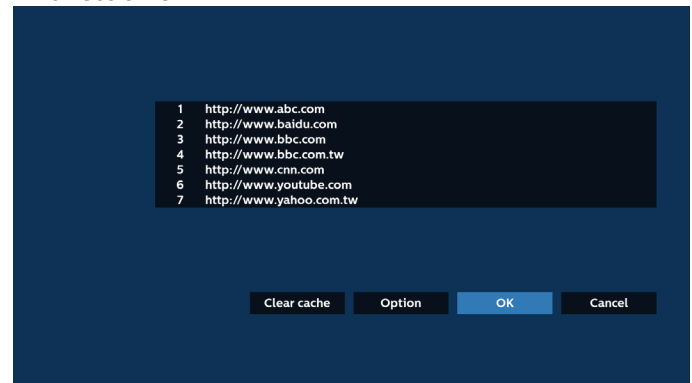 1 http://www.abc.com
2 http://www.baidu.com
3 http://www.bbc.com
4 http://www.bbc.com.tw
5 http://www.cnn.com
6 http://www.youtube.com
7 http://www.yahoo.com.tw
Clear cache Option OK Cancel